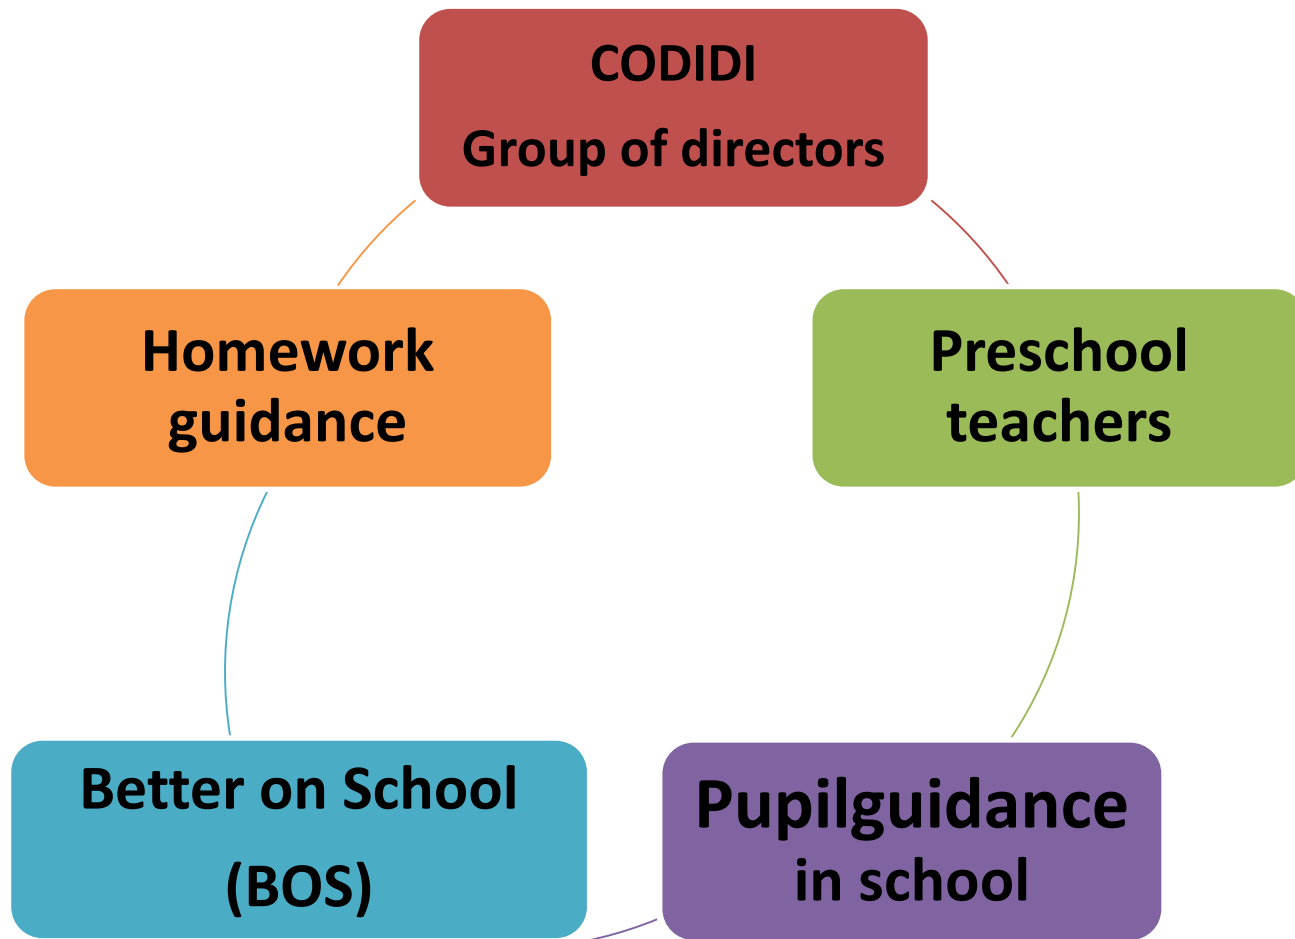 CODIDI
Group of directors
Homework
guidance
Preschool
teachers
Better on School
(BOS)
Pupilguidance
in school